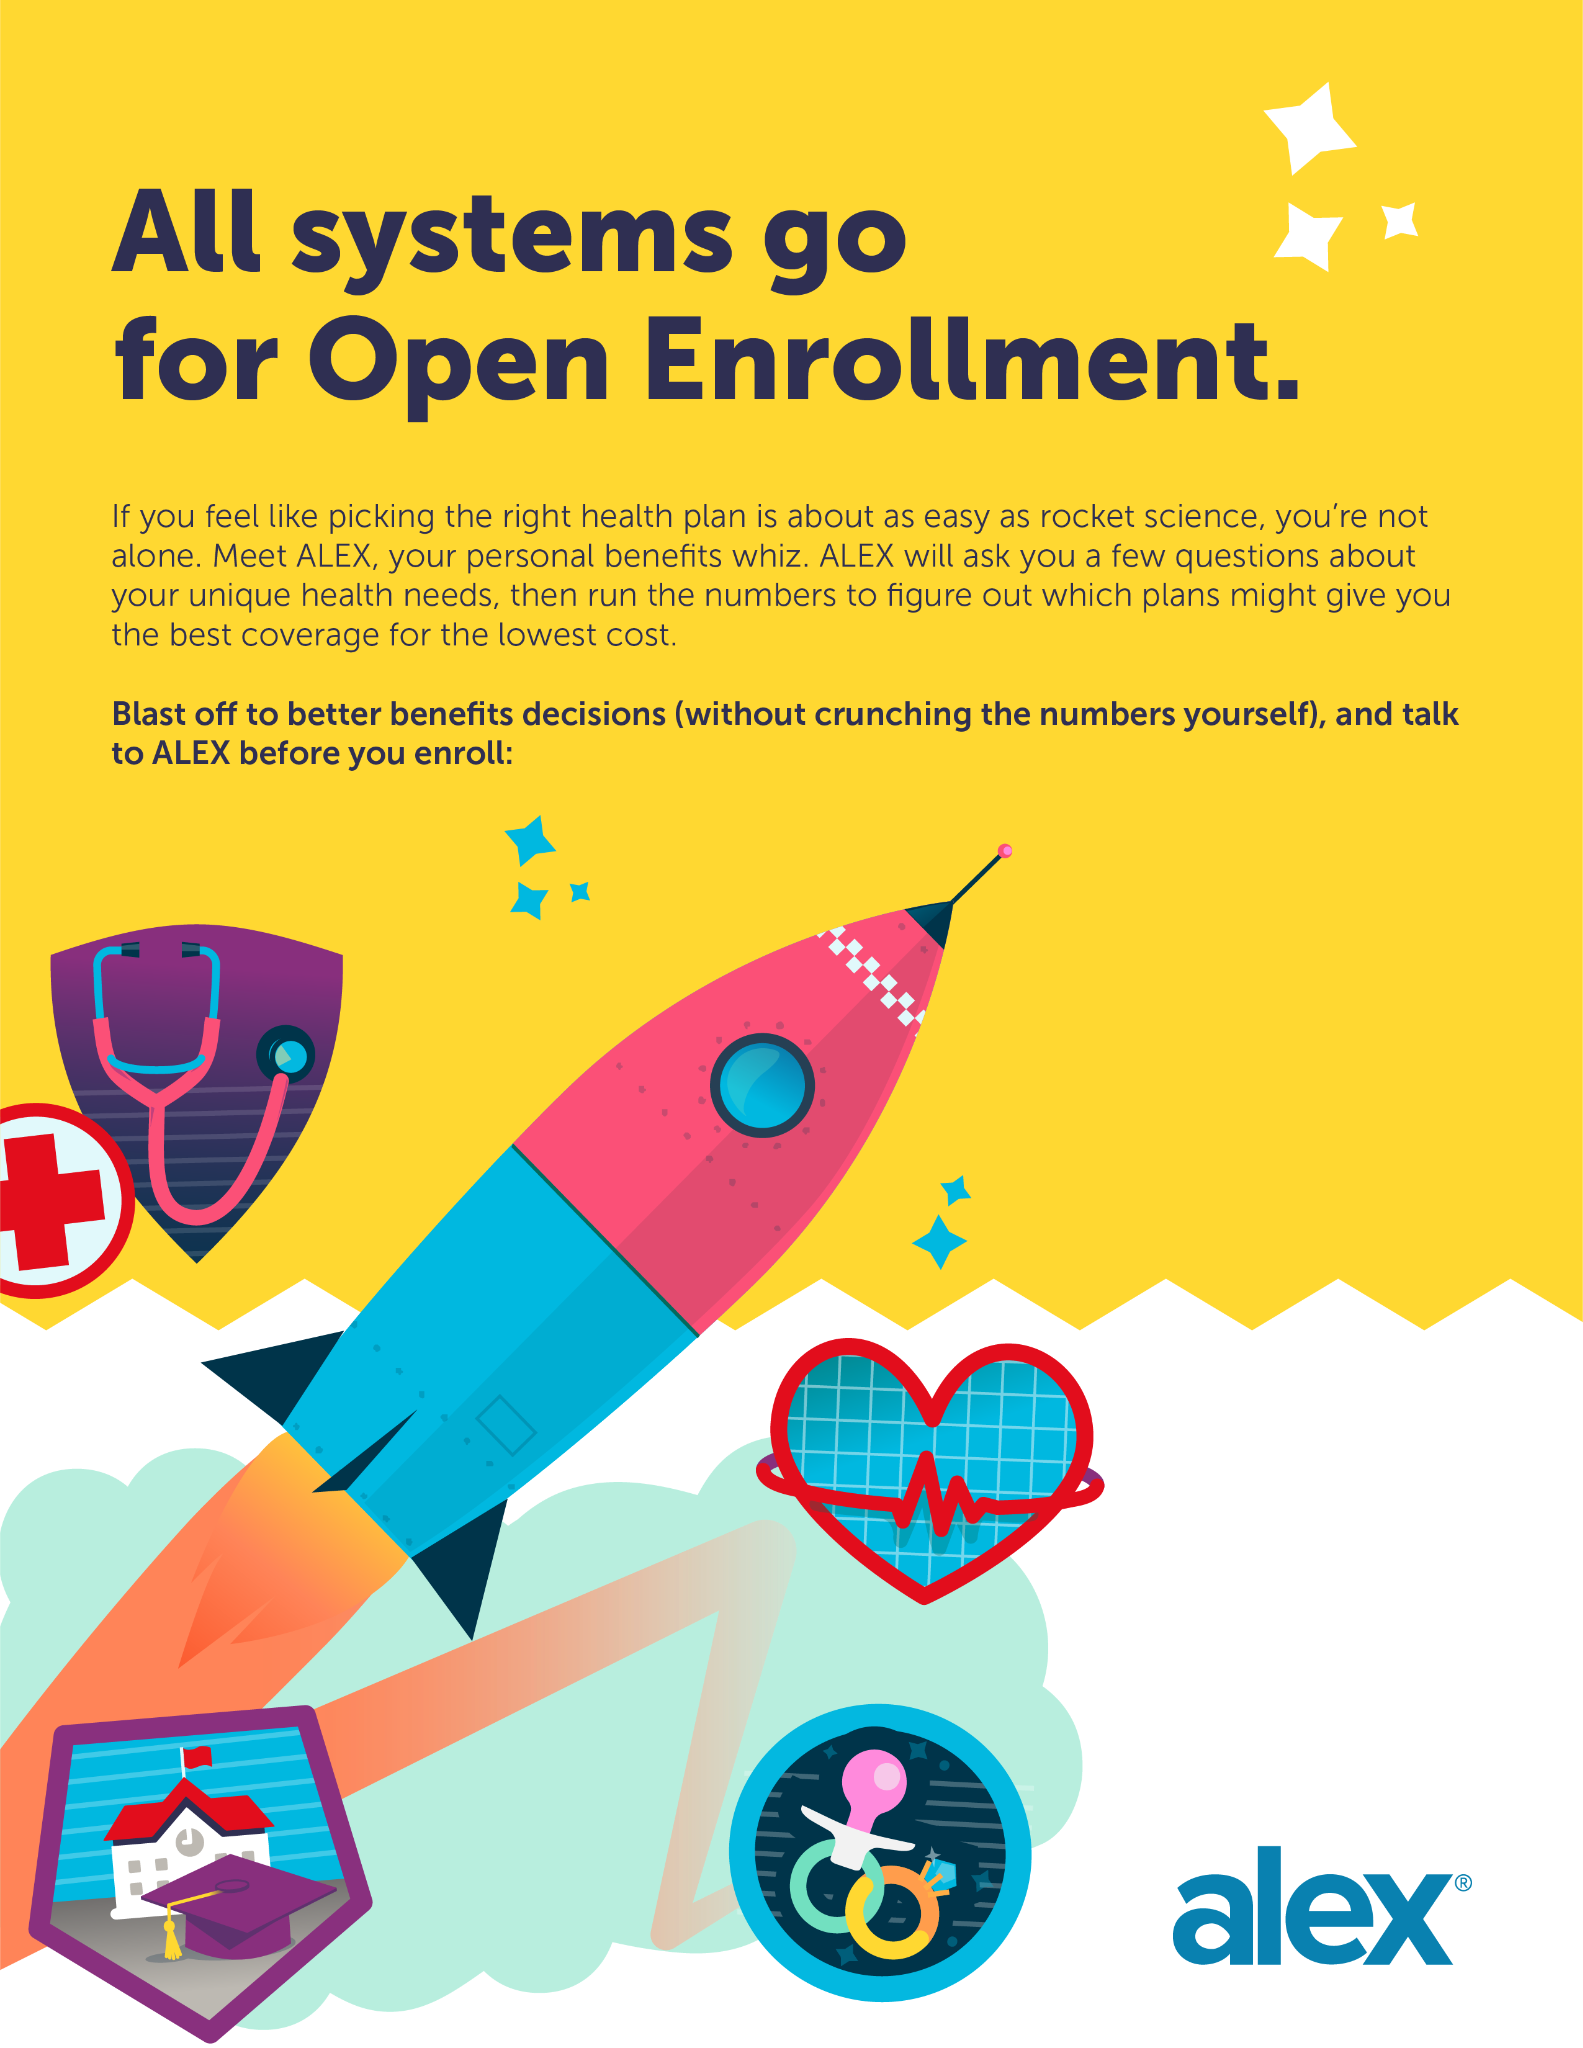 All systems go
for Open Enrollment.
If you feel like picking the right health plan is about as easy as rocket science, you’re not
alone. Meet ALEX, your personal benefits whiz. ALEX will ask you a few questions about
your unique health needs, then run the numbers to figure out which plans might give you
the best coverage for the lowest cost.
Blast off to better benefits decisions (without crunching the numbers yourself), and talk
to ALEX before you enroll:
alex®